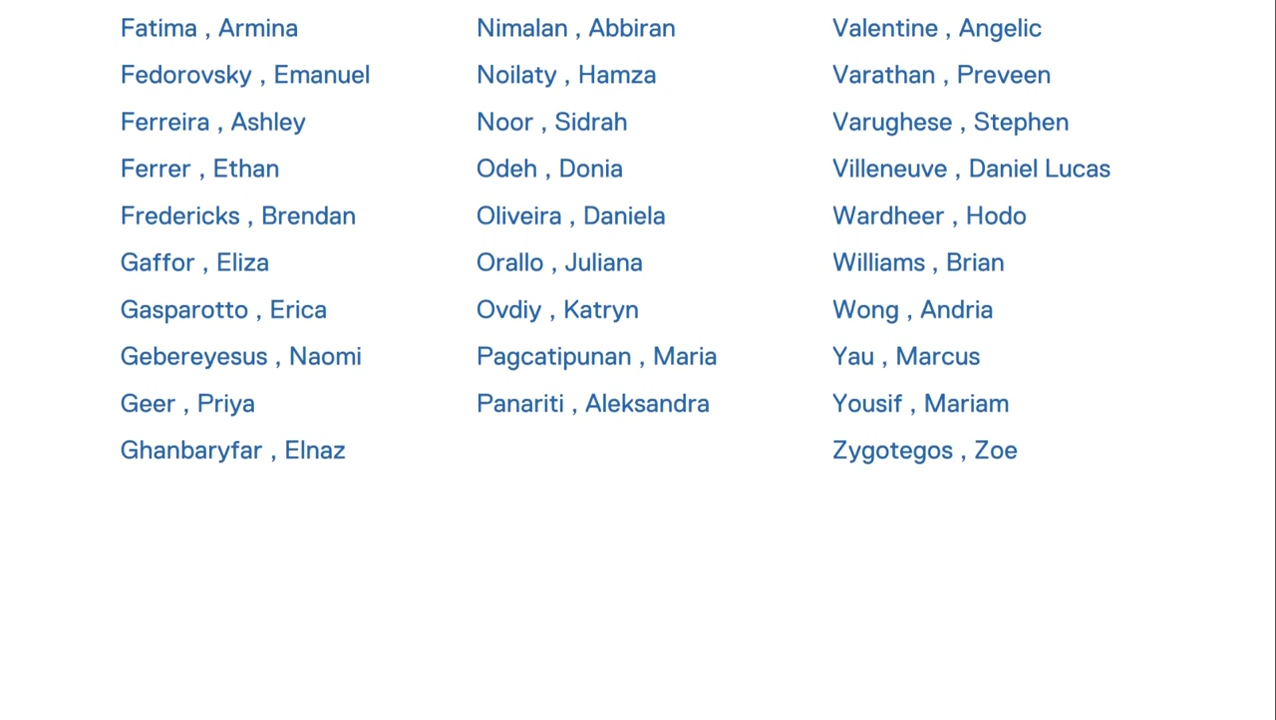 Fatima , Armina
Fedorovsky , Emanuel
Ferreira , Ashley
Ferrer , Ethan
Fredericks , Brendan
Gaffor , Eliza
Gasparotto , Erica
Gebereyesus , Naomi
Geer , Priya
Ghanbaryfar , Elnaz
Nimalan , Abbiran
Noilaty , Hamza
Noor , Sidrah
Odeh , Donia
Oliveira , Daniela
Orallo , Juliana
Ovdiy , Katryn
Pagcatipunan , Maria
Panariti , Aleksandra
Valentine , Angelic
Varathan , Preveen
Varughese , Stephen
Villeneuve , Daniel Lucas
Wardheer , Hodo
Williams , Brian
Wong , Andria
Yau , Marcus
Yousif , Mariam
Zygotegos , Zoe